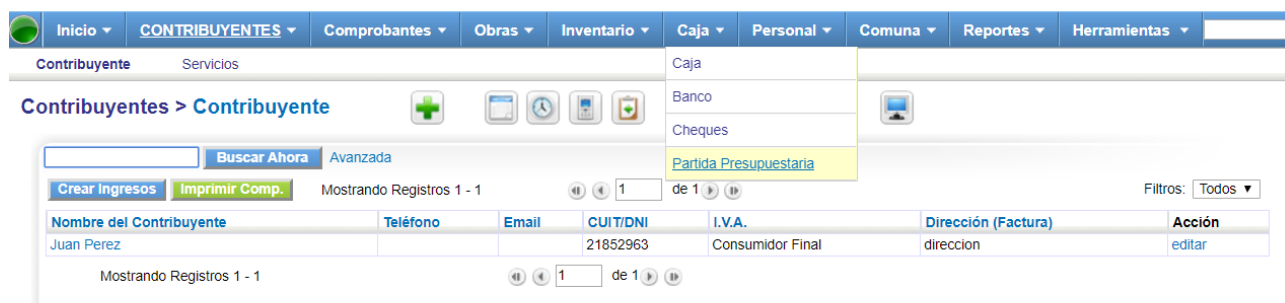 Inicio CONTRIBUYENTES Comprobantes Obras Inventario Caja Personal Comuna Reportes Herramientas
Contribuyente Servicios
Caja
Banco
Cheques
Partida Presupuestaria
Contribuyentes > Contribuyente
Buscar Ahora Avanzada
Crear Ingresos Imprimir Comp. Mostrando Registros 1 - 1 1 de 1 Filtros: Todos
Nombre del Contribuyente Teléfono Email CUIT/DNI I.V.A. Dirección (Factura) Acción
Juan Perez 21852963 Consumidor Final direccion editar
Mostrando Registros 1 - 1 1 de 1